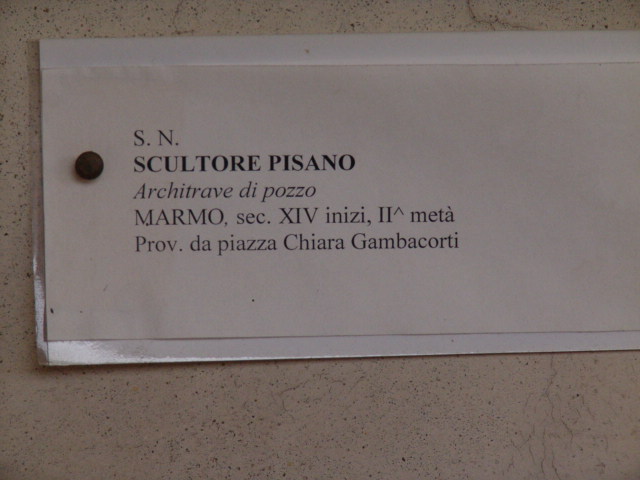 S. N.
SCULTORE PISANO
Architrave di pozzo
MARMO, sec. XIV inizi, II^ metà
Prov. da piazza Chiara Gambacorti